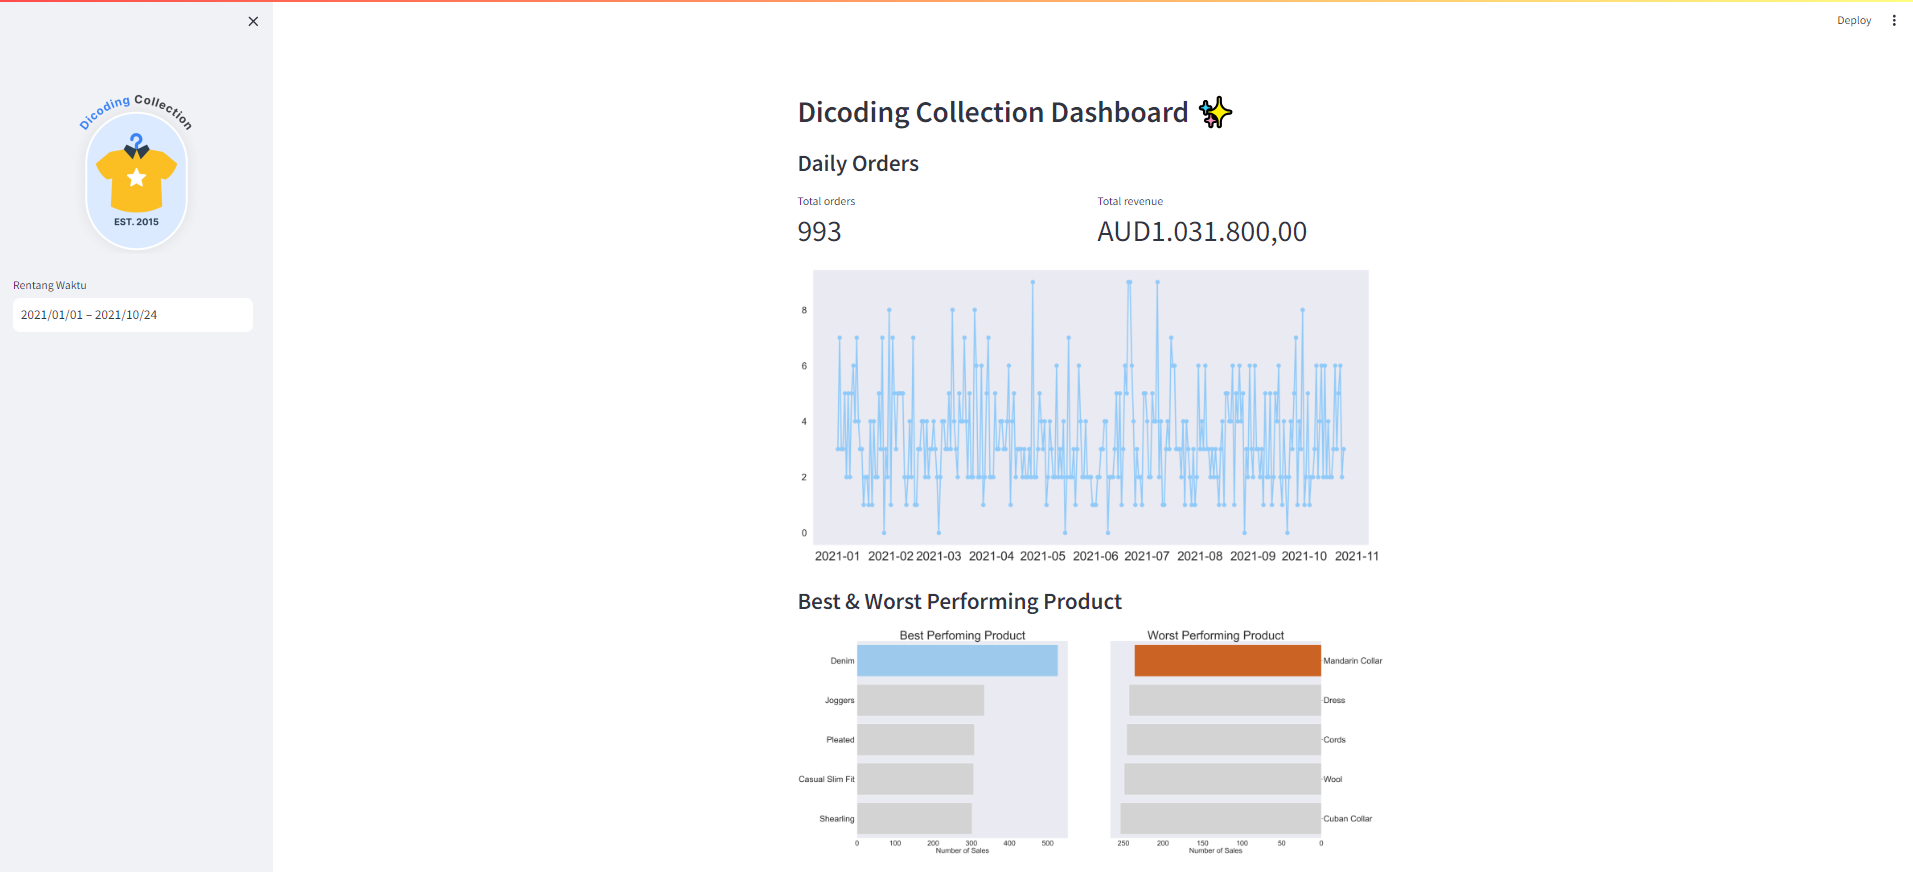 Deploy
Dicoding Collection
EST. 2015
Rentang Waktu
2021/01/01 – 2021/10/24
Dicoding Collection Dashboard
Daily Orders
Total orders
993
Total revenue
AUD1.031.800,00
8
6
4
2
0
2021-01 2021-02 2021-03 2021-04 2021-05 2021-06 2021-07 2021-08 2021-09 2021-10 2021-11
Best & Worst Performing Product
Best Perfoming Product
Denim
Joggers
Pleated
Casual Slim Fit
Shearling
0 100 200 300 400 500
Number of Sales
Worst Performing Product
Mandarin Collar
Dress
Cords
Wool
Cuban Collar
250 200 150 100 50 0
Number of Sales